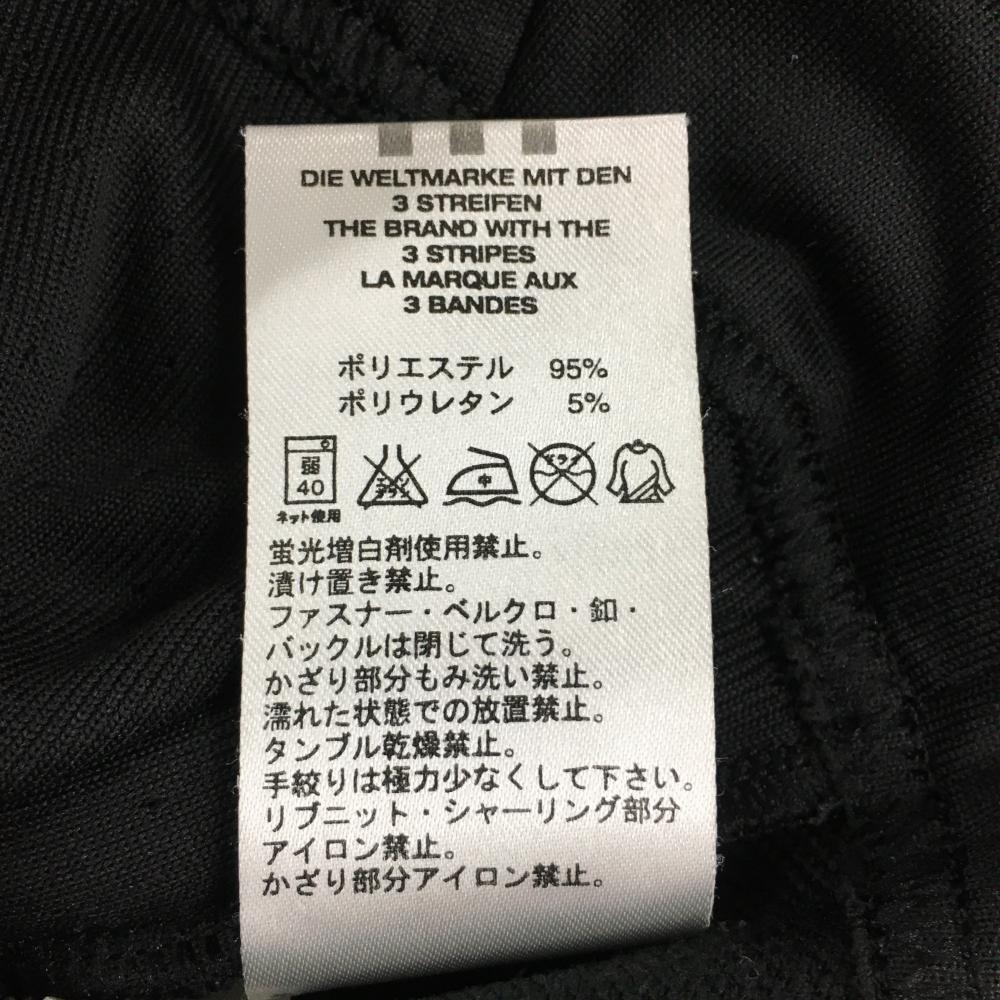 DIE WELTMARKE MIT DEN
3 STREIFEN
THE BRAND WITH THE
3 STRIPES
LA MARQUE AUX
3 BANDES
ポリエステル 95%
ポリウレタン 5%
弱
40
中
ネット使用
蛍光増白剤使用禁止。
漬け置き禁止。
ファスナー・ベルクロ・釦・
バックルは閉じて洗う。
かざり部分もみ洗い禁止。
濡れた状態での放置禁止。
タンブル乾燥禁止。
手絞りは極力少なくして下さい。
リブニット・シャーリング部分
アイロン禁止。
かざり部分アイロン禁止。